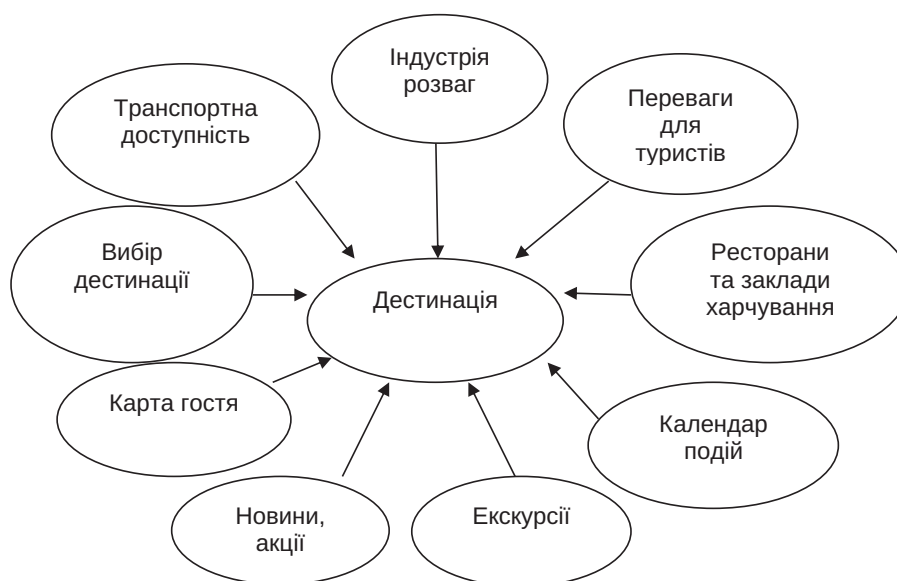 Індустрія
розваг
Транспортна
доступність
Переваги
для
туристів
Вибір
дестинації
Дестинація
Ресторани
та заклади
харчування
Карта гостя
Календар
подій
Новини,
акції
Екскурсії